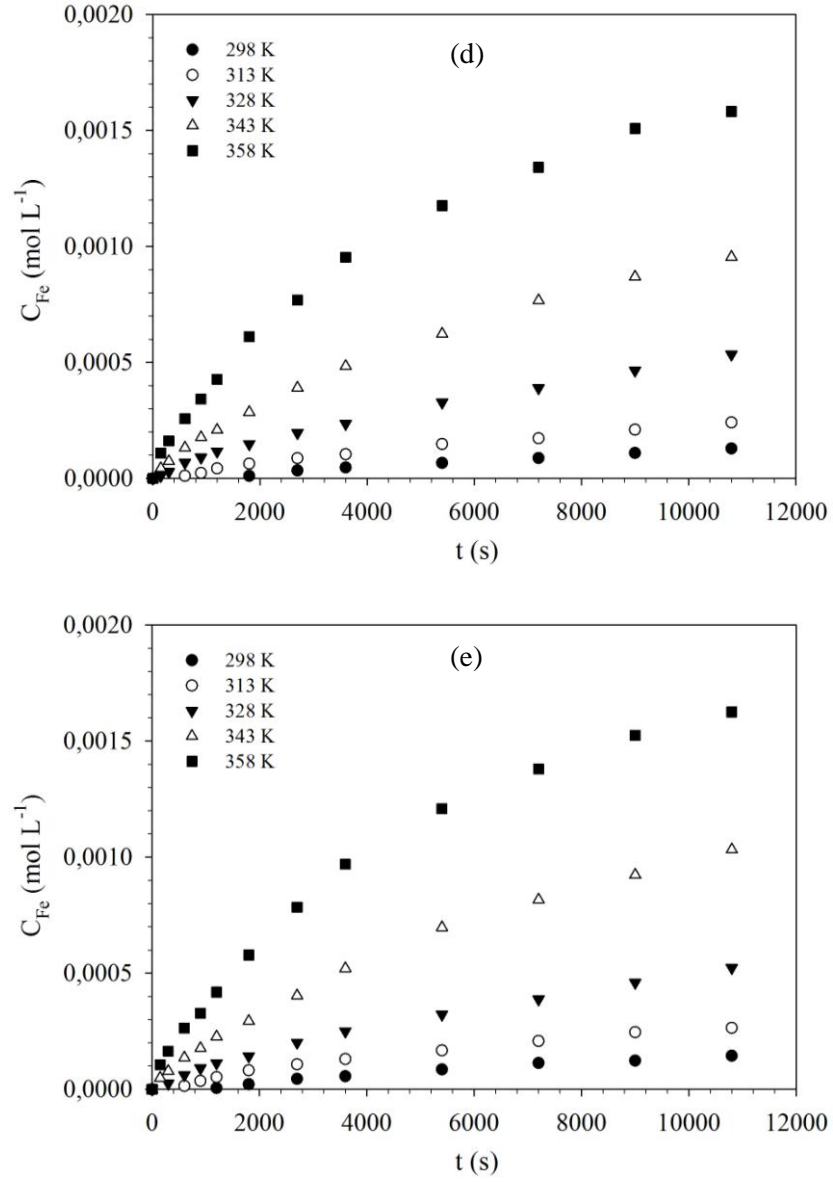 0,0020
298 K
(d)
313 K
328 K
343 K
358 K
0,0015
0,0010
0,0005
0,0000
C_Fe (mol L^-1)
0 2000 4000 6000 8000 10000 12000
t (s)
0,0020
298 K
(e)
313 K
328 K
343 K
358 K
0,0015
0,0010
0,0005
0,0000
C_Fe (mol L^-1)
0 2000 4000 6000 8000 10000 12000
t (s)